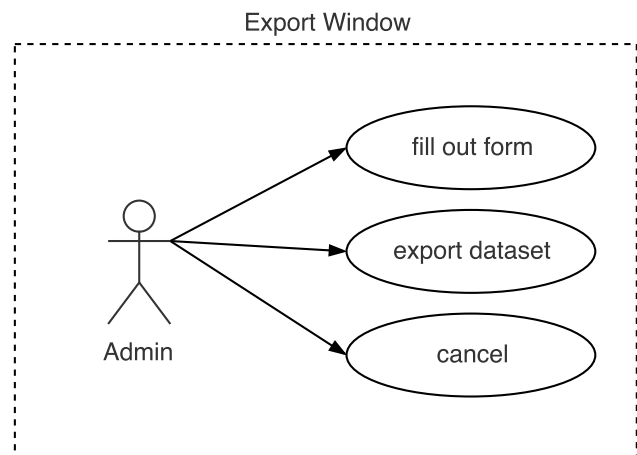 Export Window
fill out form
export dataset
Admin
cancel